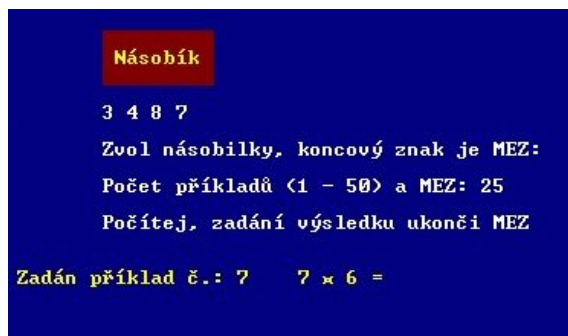 Násobík
3 4 8 7
Zvol násobilky, koncový znak je MEZ:
Počet příkladů (1 - 50) a MEZ: 25
Počítej, zadání výsledku ukonči MEZ
Zadán příklad č.: 7 7 x 6 =